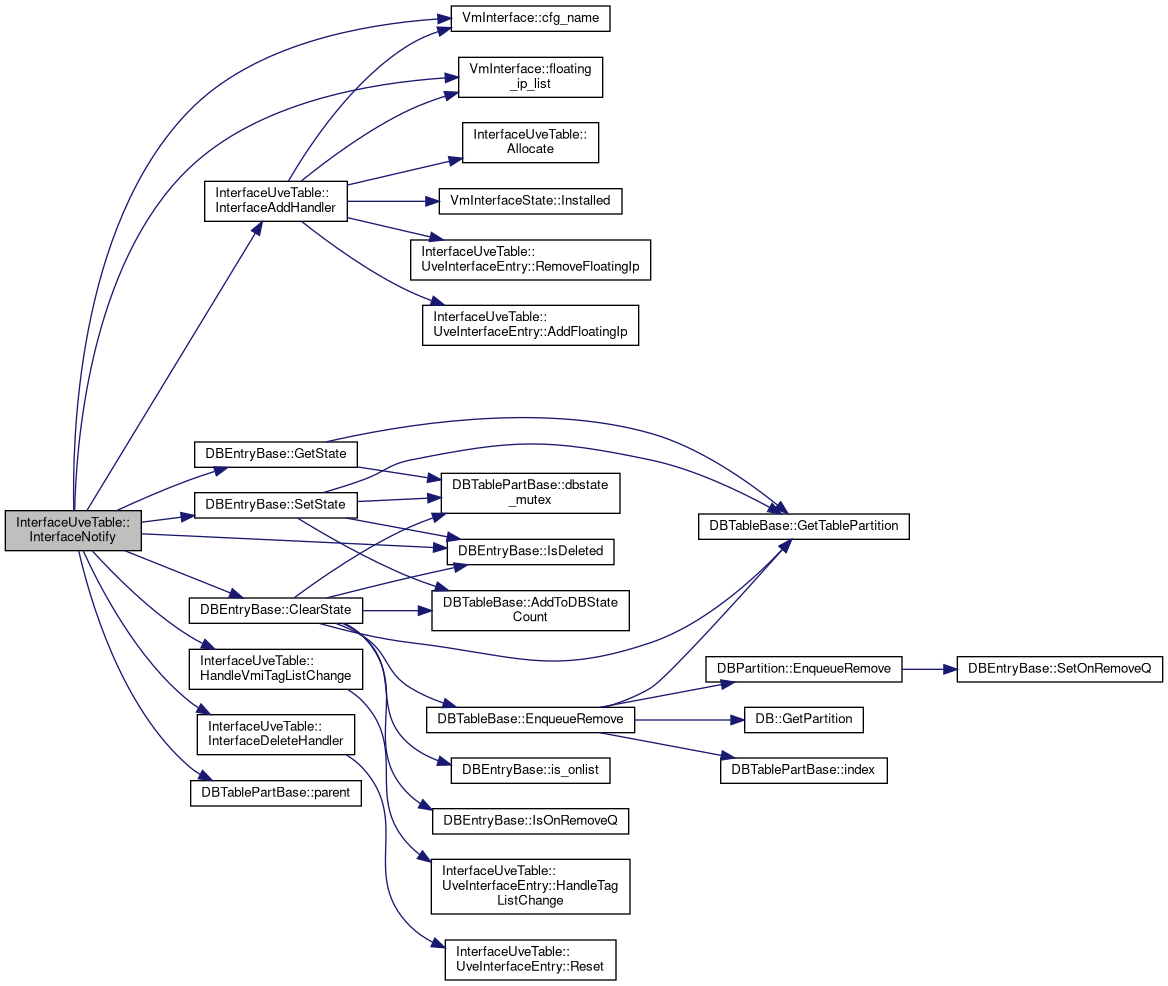 VmInterface::cfg_name
VmInterface::floating
_ip_list
InterfaceUveTable::
Allocate
InterfaceUveTable::
InterfaceAddHandler
VmInterfaceState::Installed
InterfaceUveTable::
UveInterfaceEntry::RemoveFloatingIp
InterfaceUveTable::
UveInterfaceEntry::AddFloatingIp
DBEntryBase::GetState
DBTablePartBase::dbstate
_mutex
DBEntryBase::SetState
InterfaceUveTable::
InterfaceNotify
DBTableBase::GetTablePartition
DBEntryBase::IsDeleted
DBEntryBase::ClearState
DBTableBase::AddToDBState
Count
InterfaceUveTable::
HandleVmiTagListChange
DBPartition::EnqueueRemove
DBEntryBase::SetOnRemoveQ
DBTableBase::EnqueueRemove
DB::GetPartition
InterfaceUveTable::
InterfaceDeleteHandler
DBEntryBase::is_onlist
DBTablePartBase::index
DBTablePartBase::parent
DBEntryBase::IsOnRemoveQ
InterfaceUveTable::
UveInterfaceEntry::HandleTag
ListChange
InterfaceUveTable::
UveInterfaceEntry::Reset